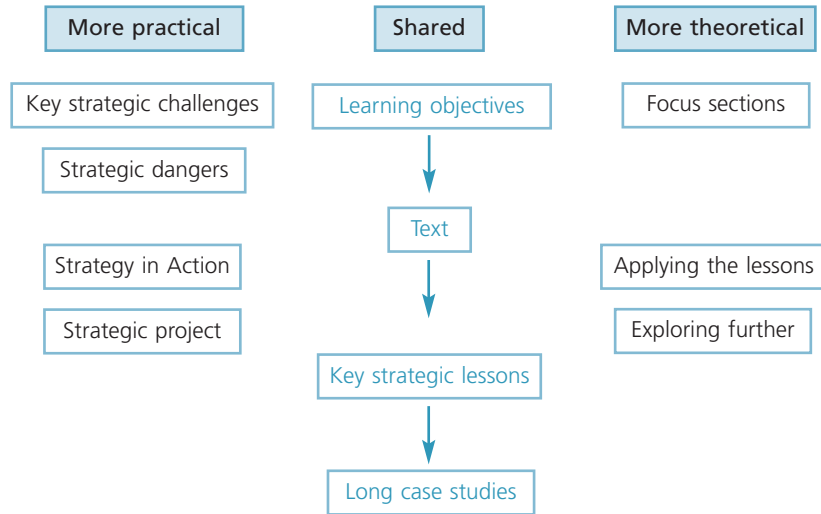 More practical
Shared
More theoretical
Key strategic challenges
Learning objectives
Focus sections
Strategic dangers
Text
Strategy in Action
Applying the lessons
Strategic project
Exploring further
Key strategic lessons
Long case studies